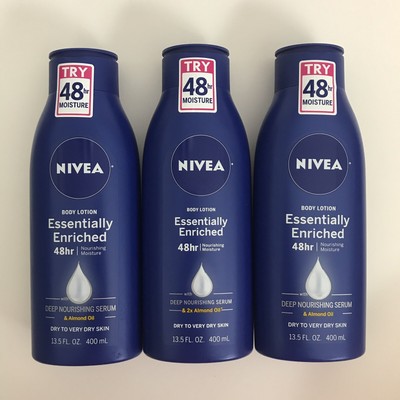 TRY
48hr
MOISTURE
NIVEA
BODY LOTION
Essentially
Enriched
48hr Nourishing
Moisture
with
DEEP NOURISHING SERUM
& Almond Oil
DRY TO VERY DRY SKIN
13.5 FL. OZ. 400 mL
TRY
48hr
MOISTURE
NIVEA
BODY LOTION
Essentially
Enriched
48hr Nourishing
Moisture
with
DEEP NOURISHING SERUM
& 2x Almond Oil
DRY TO VERY DRY SKIN
13.5 FL. OZ. 400 mL
TRY
48hr
MOISTURE
NIVEA
BODY LOTION
Essentially
Enriched
48hr Nourishing
Moisture
with
DEEP NOURISHING SERUM
& Almond Oil
DRY TO VERY DRY SKIN
13.5 FL. OZ. 400 mL